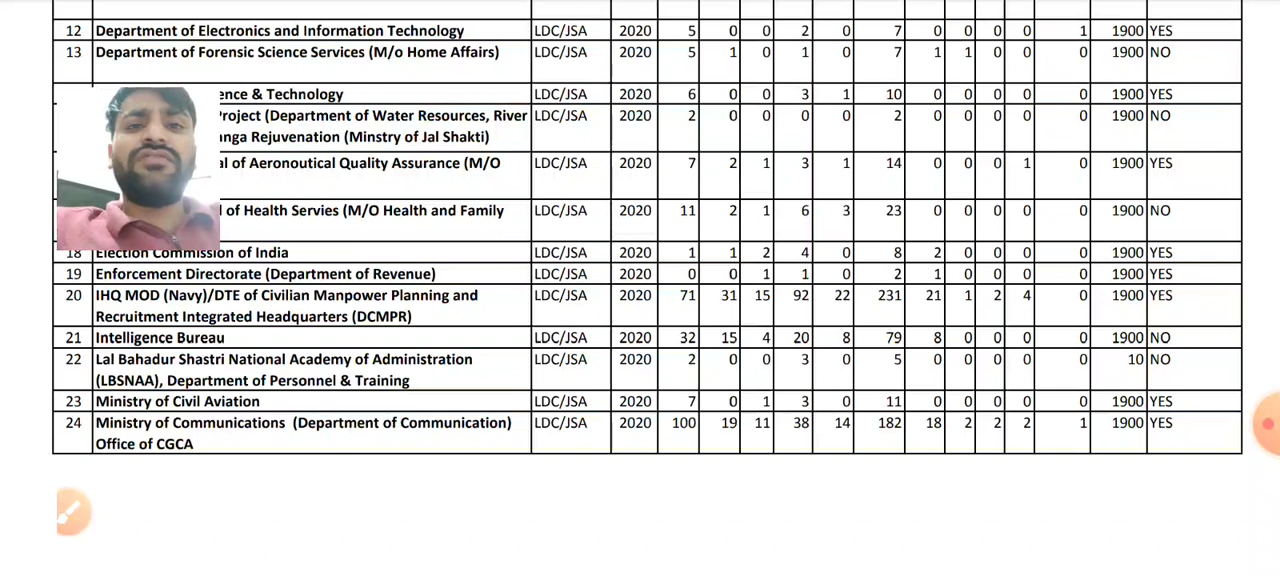 12 Department of Electronics and Information Technology LDC/JSA 2020 5 0 0 2 0 7 0 0 0 0 1 1900 YES
13 Department of Forensic Science Services (M/o Home Affairs) LDC/JSA 2020 5 1 0 1 0 7 1 1 0 0 0 1900 NO
ence & Technology LDC/JSA 2020 6 0 0 3 1 10 0 0 0 0 0 1900 YES
Project (Department of Water Resources, River LDC/JSA 2020 2 0 0 0 0 2 0 0 0 0 0 1900 NO
nga Rejuvenation (Minstry of Jal Shakti)
al of Aeronoutical Quality Assurance (M/O LDC/JSA 2020 7 2 1 3 1 14 0 0 0 1 0 1900 YES
l of Health Servies (M/O Health and Family LDC/JSA 2020 11 2 1 6 3 23 0 0 0 0 0 1900 NO
18 Election Commission of India LDC/JSA 2020 1 1 2 4 0 8 2 0 0 0 0 1900 YES
19 Enforcement Directorate (Department of Revenue) LDC/JSA 2020 0 0 1 1 0 2 1 0 0 0 0 1900 YES
20 IHQ MOD (Navy)/DTE of Civilian Manpower Planning and LDC/JSA 2020 71 31 15 92 22 231 21 1 2 4 0 1900 YES
Recruitment Integrated Headquarters (DCMPR)
21 Intelligence Bureau LDC/JSA 2020 32 15 4 20 8 79 8 0 0 0 0 1900 NO
22 Lal Bahadur Shastri National Academy of Administration LDC/JSA 2020 2 0 0 3 0 5 0 0 0 0 10 NO
(LBSNAA), Department of Personnel & Training
23 Ministry of Civil Aviation LDC/JSA 2020 7 0 1 3 0 11 0 0 0 0 0 1900 YES
24 Ministry of Communications (Department of Communication) LDC/JSA 2020 100 19 11 38 14 182 18 2 2 2 1 1900 YES
Office of CGCA